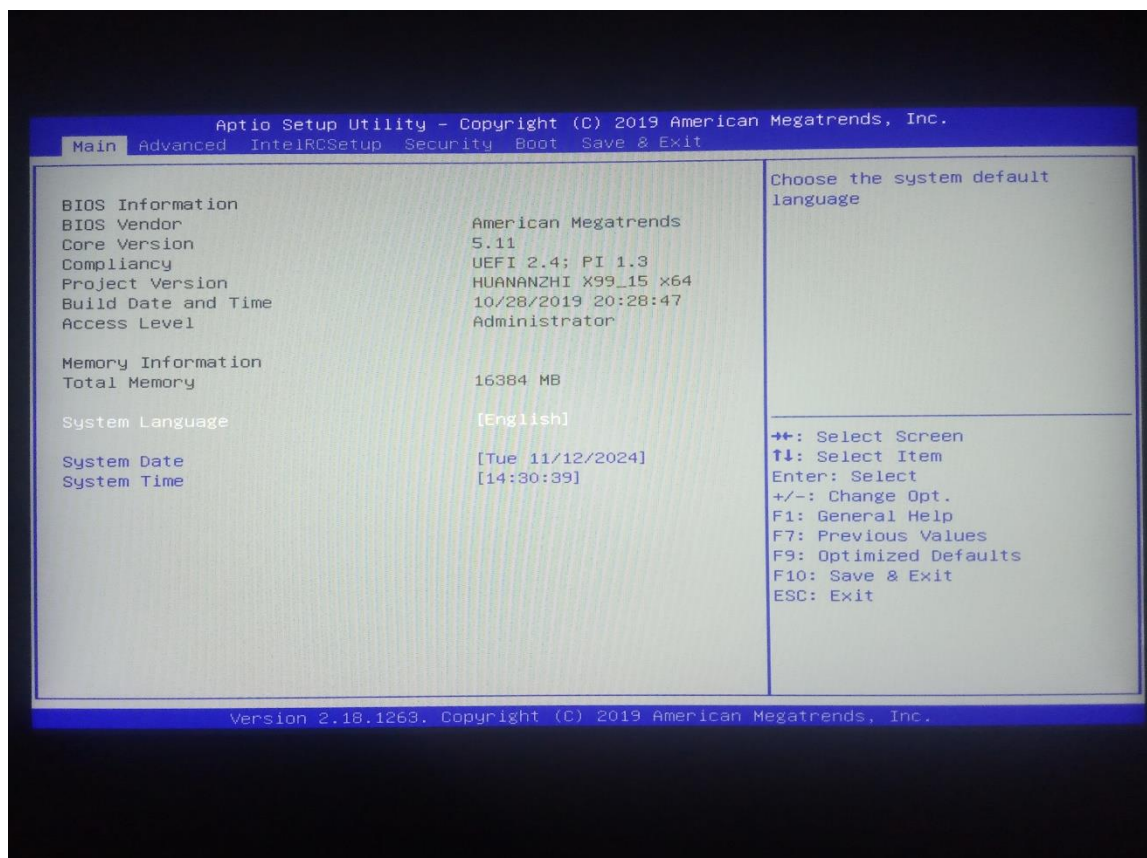 Aptio Setup Utility – Copyright (C) 2019 American Megatrends, Inc.
Main Advanced IntelRCSetup Security Boot Save & Exit
BIOS Information
BIOS Vendor American Megatrends
Core Version 5.11
Compliancy UEFI 2.4; PI 1.3
Project Version HUANANZHI X99_15 x64
Build Date and Time 10/28/2019 20:28:47
Access Level Administrator
Memory Information
Total Memory 16384 MB
System Language [English]
System Date [Tue 11/12/2024]
System Time [14:30:39]
Choose the system default
language
→←: Select Screen
↑↓: Select Item
Enter: Select
+/-: Change Opt.
F1: General Help
F7: Previous Values
F9: Optimized Defaults
F10: Save & Exit
ESC: Exit
Version 2.18.1263. Copyright (C) 2019 American Megatrends, Inc.